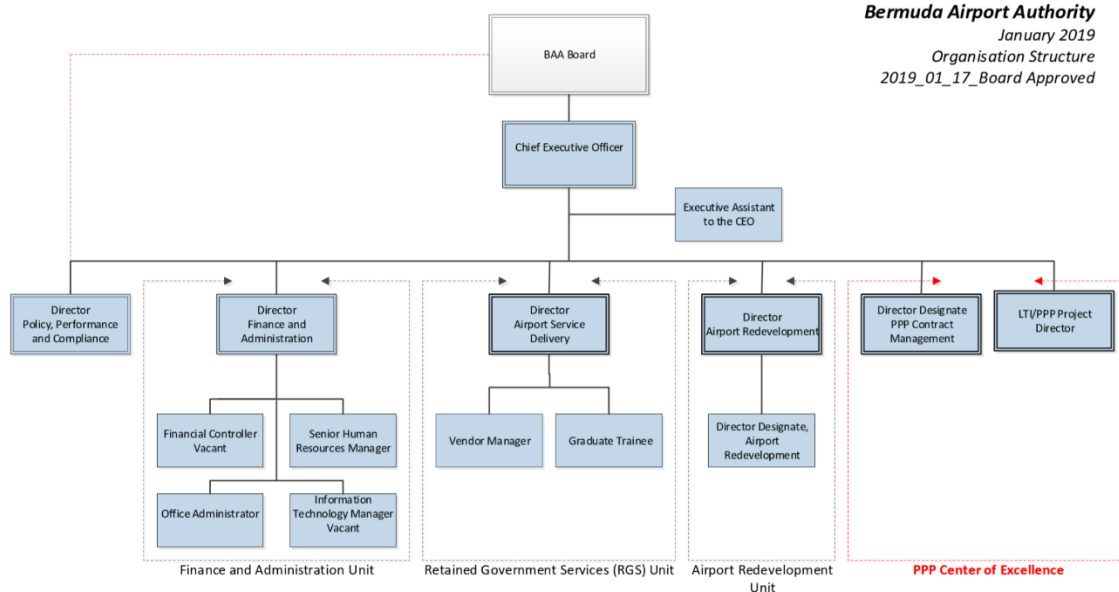 Bermuda Airport Authority
January 2019
Organisation Structure
2019_01_17_Board Approved
BAA Board
Chief Executive Officer
Executive Assistant
to the CEO
Director
Policy, Performance
and Compliance
Director
Finance and
Administration
Director
Airport Service
Delivery
Director
Airport Redevelopment
Director Designate
PPP Contract
Management
LTI/PPP Project
Director
Financial Controller
Vacant
Senior Human
Resources Manager
Vendor Manager
Graduate Trainee
Director Designate,
Airport
Redevelopment
Office Administrator
Information
Technology Manager
Vacant
Finance and Administration Unit
Retained Government Services (RGS) Unit
Airport Redevelopment
Unit
PPP Center of Excellence